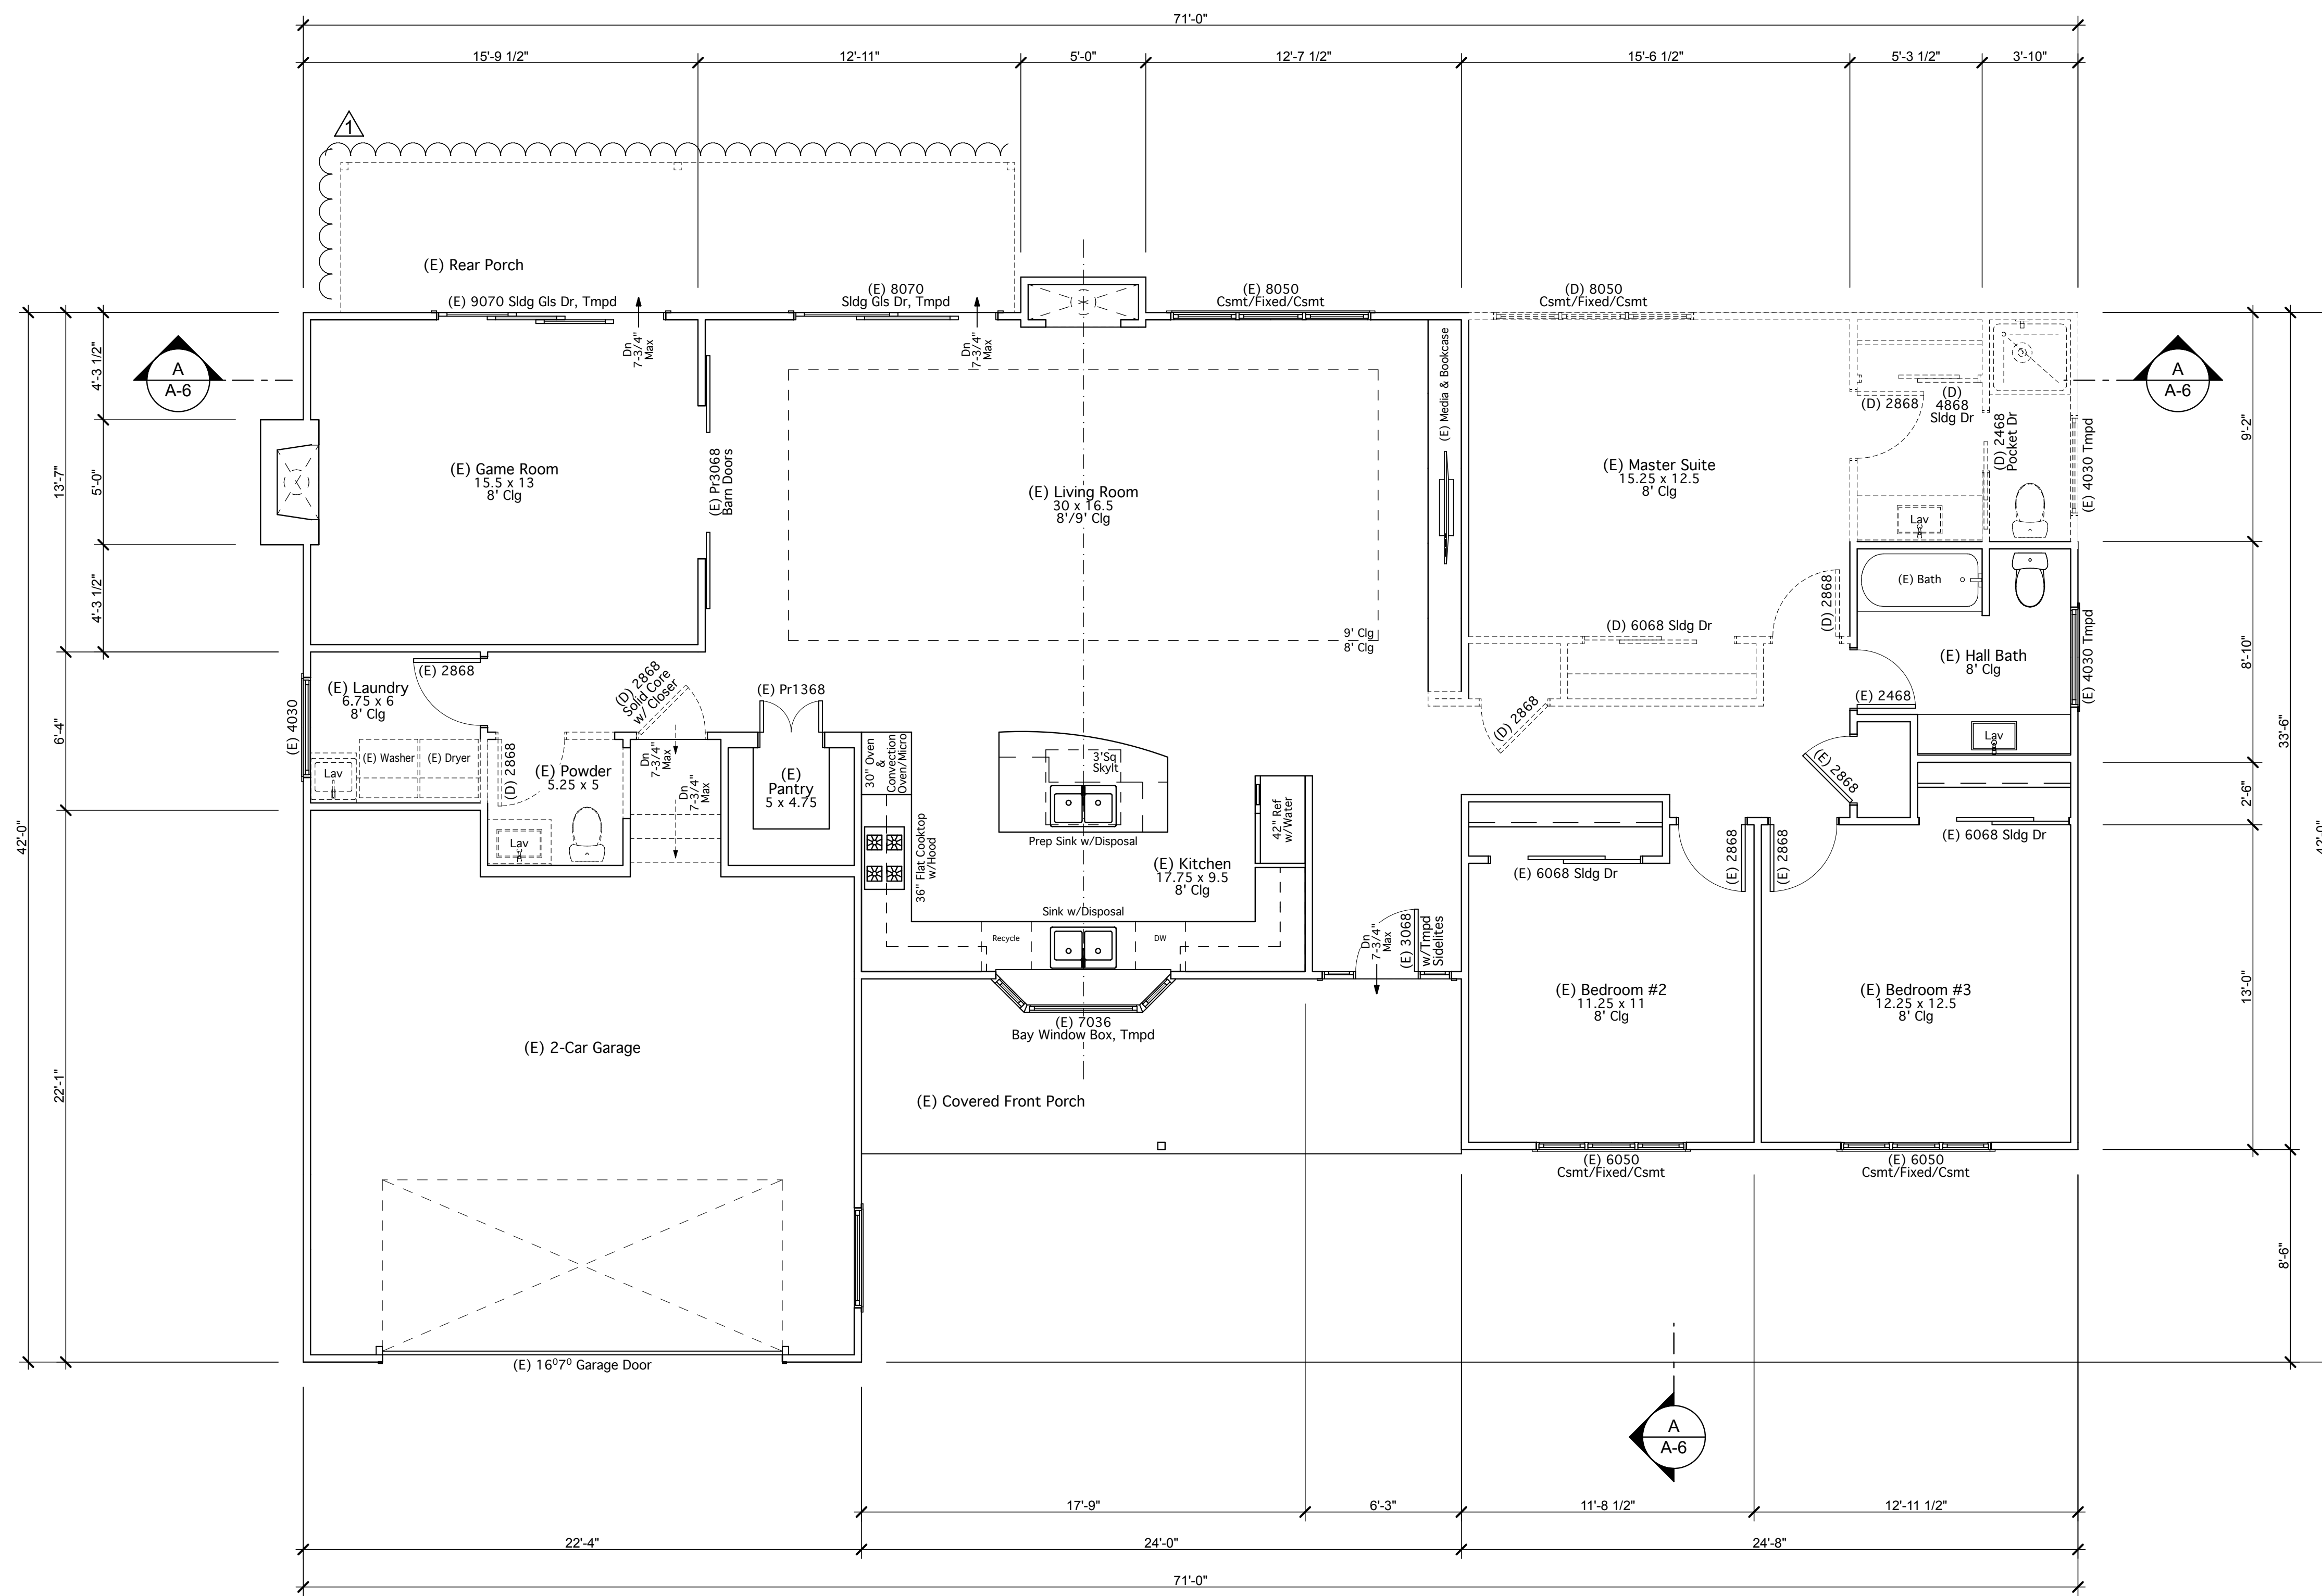 71'-0"
15'-9 1/2"
12'-11"
5'-0"
12'-7 1/2"
15'-6 1/2"
5'-3 1/2"
3'-10"
1
(E) Rear Porch
(E) 9070 Sldg Gls Dr, Tmpd
(E) 8070
Sldg Gls Dr, Tmpd
(E) 8050
Csmt/Fixed/Csmt
(D) 8050
Csmt/Fixed/Csmt
Dn
7-3/4"
Max
Dn
7-3/4"
Max
A
A-6
A
A-6
4'-3 1/2"
5'-0"
4'-3 1/2"
13'-7"
6'-4"
22'-1"
42'-0"
(E) Game Room
15.5 x 13
8' Clg
(E) Pr3068
Barn Doors
(E) Living Room
30 x 16.5
8'/9' Clg
9' Clg
8' Clg
(E) Media & Bookcase
(E) Master Suite
15.25 x 12.5
8' Clg
(D) 2868
(D)
4868
Sldg Dr
(D) 2468
Pocket Dr
(E) 4030 Tmpd
Lav
(D) 2868
(D) 6068 Sldg Dr
(D) 2868
(E) Bath
(E) Hall Bath
8' Clg
(E) 4030 Tmpd
(E) 2468
Lav
(E) 2868
9'-2"
8'-10"
2'-6"
13'-0"
33'-6"
8'-6"
42'-0"
(E) Laundry
6.75 x 6
8' Clg
(E) 2868
(E) 4030
Lav
(E) Washer
(E) Dryer
(D) 2868
(E) Powder
5.25 x 5
Lav
(D) 2868
Solid Core
w/ Closer
Dn
7-3/4"
Max
Dn
7-3/4"
Max
(E) Pr1368
(E)
Pantry
5 x 4.75
30" Oven
&
Convection
Oven/Micro
36" Flat Cooktop
w/Hood
3'Sq
Skylt
Prep Sink w/Disposal
42" Ref
w/Water
(E) Kitchen
17.75 x 9.5
8' Clg
Sink w/Disposal
Recycle
DW
(E) 7036
Bay Window Box, Tmpd
Dn
7-3/4"
Max
(E) 3068
w/Tmpd
Sidelites
(E) 6068 Sldg Dr
(E) 2868
(E) 2868
(E) 6068 Sldg Dr
(E) Bedroom #2
11.25 x 11
8' Clg
(E) Bedroom #3
12.25 x 12.5
8' Clg
(E) 2-Car Garage
(E) Covered Front Porch
(E) 6050
Csmt/Fixed/Csmt
(E) 6050
Csmt/Fixed/Csmt
(E) 16⁰7⁰ Garage Door
A
A-6
17'-9"
6'-3"
11'-8 1/2"
12'-11 1/2"
22'-4"
24'-0"
24'-8"
71'-0"